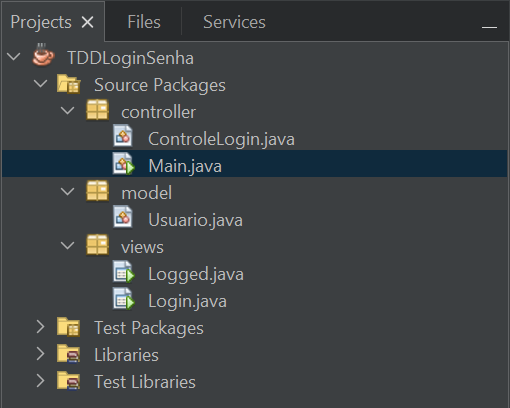 Projects Files Services
TDDLoginSenha
Source Packages
controller
ControleLogin.java
Main.java
model
Usuario.java
views
Logged.java
Login.java
Test Packages
Libraries
Test Libraries